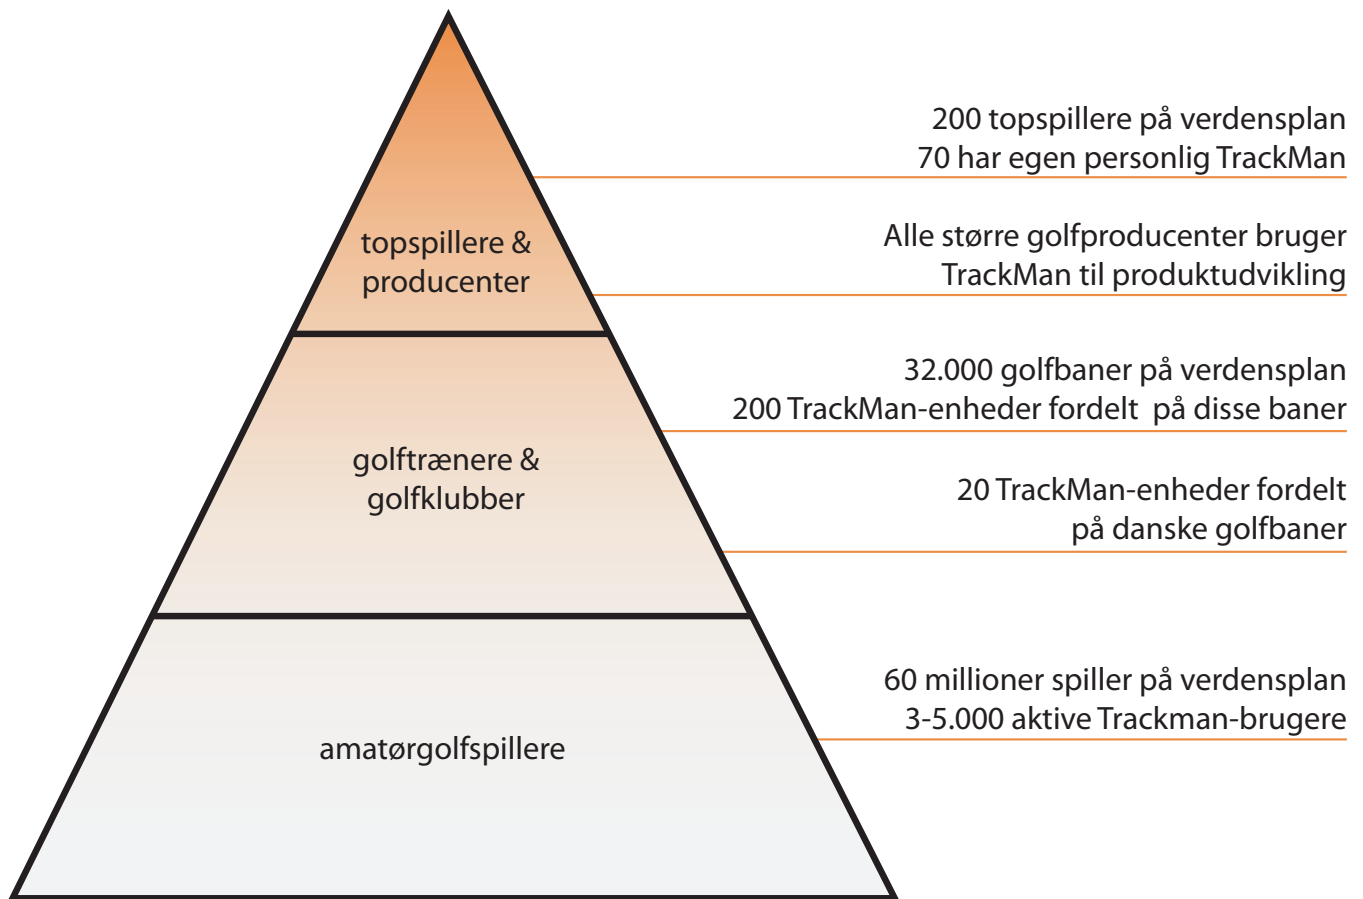 200 topspillere på verdensplan
70 har egen personlig TrackMan
topspillere &
producenter
Alle større golfproducenter bruger
TrackMan til produktudvikling
32.000 golfbaner på verdensplan
200 TrackMan-enheder fordelt  på disse baner
golftrænere &
golfklubber
20 TrackMan-enheder fordelt
på danske golfbaner
60 millioner spiller på verdensplan
3-5.000 aktive Trackman-brugere
amatørgolfspillere